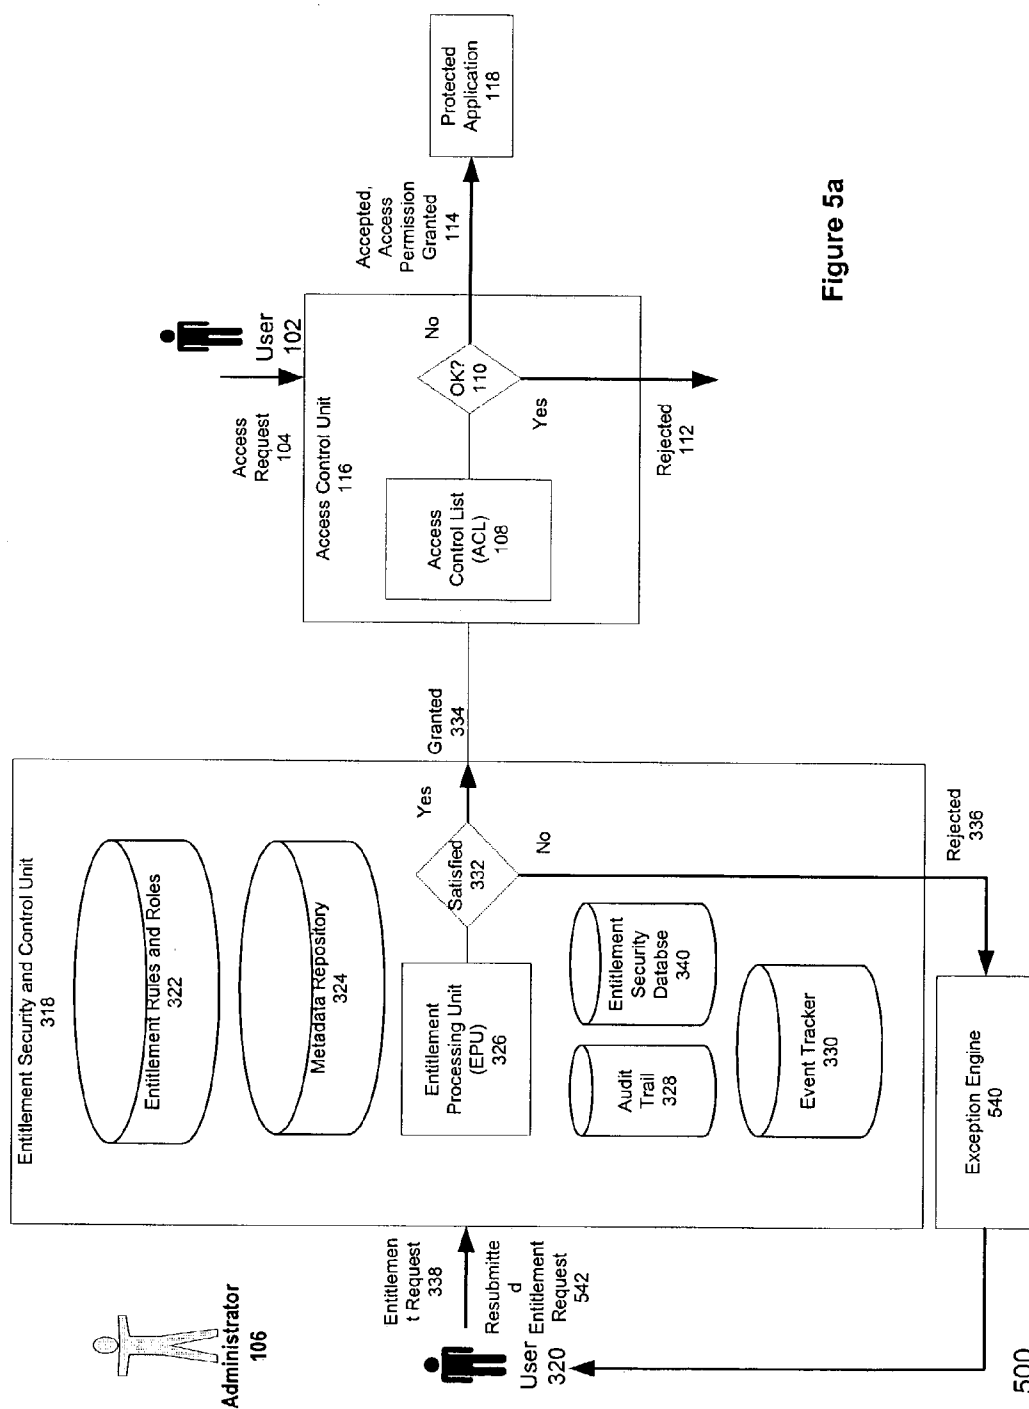 Administrator
106
User
320
Entitlemen
t Request
338
Resubmitte
d
Entitlement
Request
542
Entitlement Security and Control Unit
318
Entitlement Rules and Roles
322
Metadata Repository
324
Entitlement
Processing Unit
(EPU)
326
Satisfied
332
Yes
No
Audit
Trail
328
Entitlement
Security
Databse
340
Event Tracker
330
Exception Engine
540
Rejected
336
Granted
334
Access
Request
104
User
102
Access Control Unit
116
Access
Control List
(ACL)
108
OK?
110
No
Yes
Rejected
112
Accepted,
Access
Permission
Granted
114
Protected
Application
118
Figure 5a
500